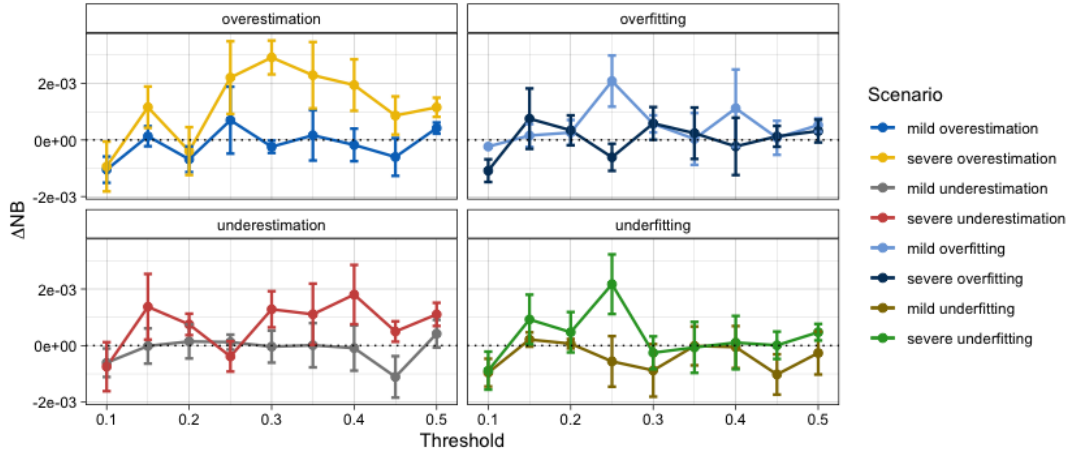 overestimation
overfitting
2e-03
0e+00
-2e-03
underestimation
underfitting
2e-03
0e+00
-2e-03
0.1
0.2
0.3
0.4
0.5
0.1
0.2
0.3
0.4
0.5
Threshold
ΔNB
Scenario
mild overestimation
severe overestimation
mild underestimation
severe underestimation
mild overfitting
severe overfitting
mild underfitting
severe underfitting